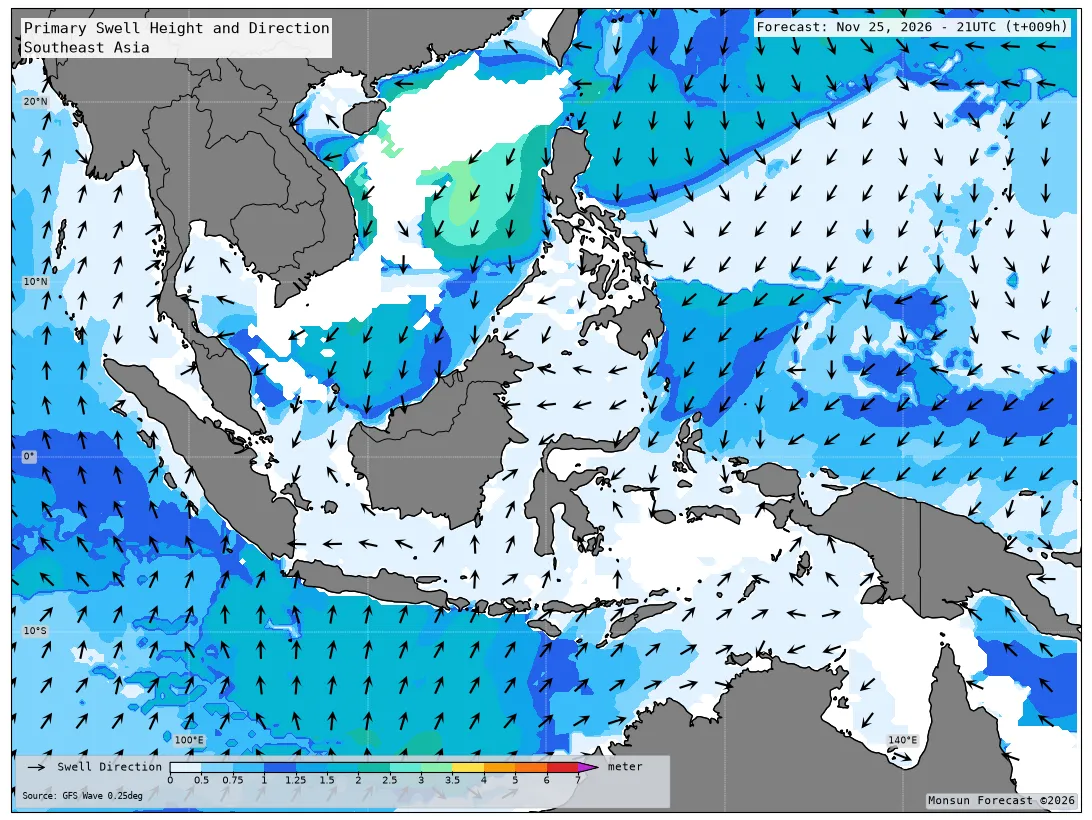 Primary Swell Height and Direction
Southeast Asia
Forecast: Nov 25, 2026 - 21UTC (t+009h)
20°N
10°N
0°
10°S
100°E
140°E
Swell Direction
0 0.5 0.75 1 1.25 1.5 2 2.5 3 3.5 4 5 6 7
meter
Source: GFS Wave 0.25deg
Monsun Forecast ©2026